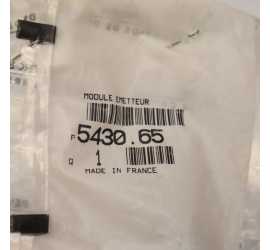 MODULE EMETTEUR
P 5430.65
Q 1
MADE IN FRANCE